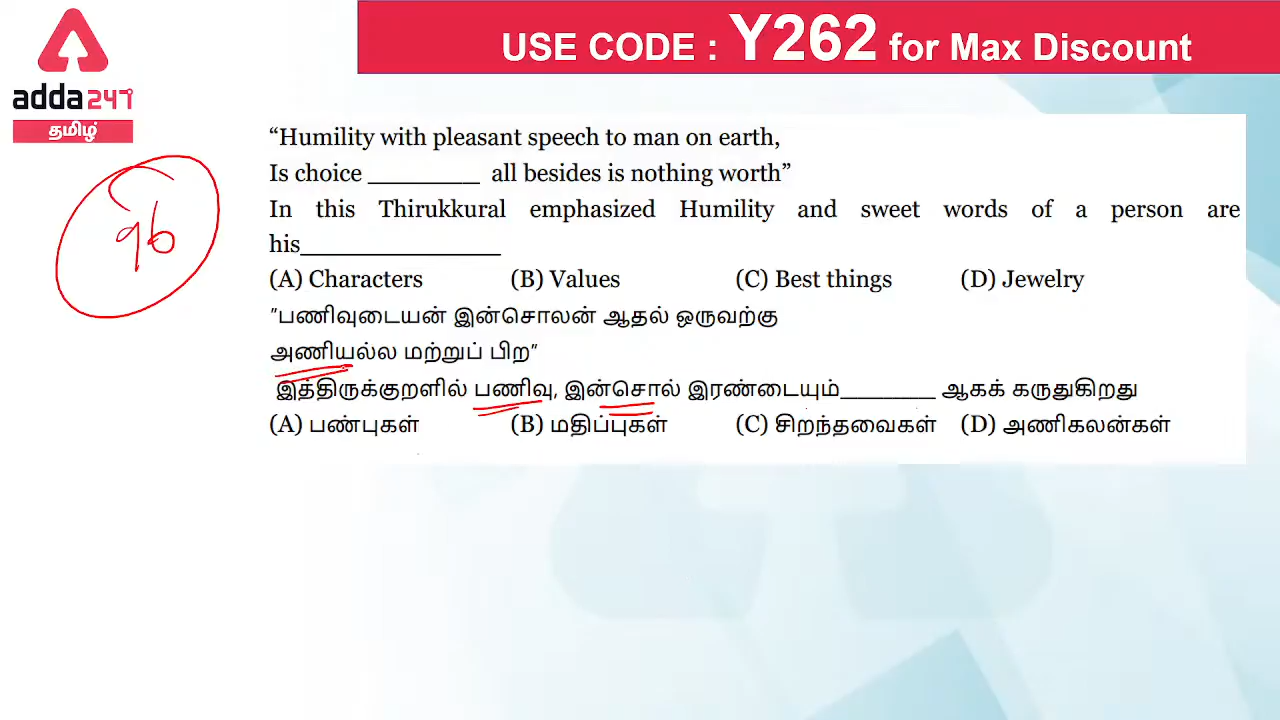 USE CODE : Y262 for Max Discount
adda247
தமிழ்
96
“Humility with pleasant speech to man on earth,
Is choice ________ all besides is nothing worth”
In this Thirukkural emphasized Humility and sweet words of a person are
his________________
(A) Characters (B) Values (C) Best things (D) Jewelry
”பணிவுடையன் இன்சொலன் ஆதல் ஒருவற்கு
அணியல்ல மற்றுப் பிற”
இத்திருக்குறளில் பணிவு, இன்சொல் இரண்டையும்________ ஆகக் கருதுகிறது
(A) பண்புகள் (B) மதிப்புகள் (C) சிறந்தவைகள் (D) அணிகலன்கள்